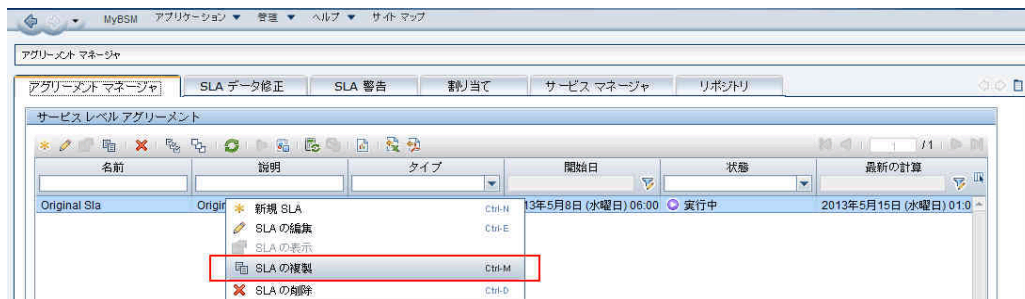 MyBSM アプリケーション ▼ 管理 ▼ ヘルプ ▼ サイト マップ
アグリーメント マネージャ
アグリーメント マネージャ SLA データ修正 SLA 警告 割り当て サービス マネージャ リポジトリ
サービス レベル アグリーメント
1 /1
名前 説明 タイプ 開始日 状態 最新の計算
Original Sla Origin 13年5月8日 (水曜日) 06:00 実行中 2013年5月15日 (水曜日) 01:0
新規 SLA Ctrl-N
SLA の編集 Ctrl-E
SLA の表示
SLA の複製 Ctrl-M
SLA の削除 Ctrl-D